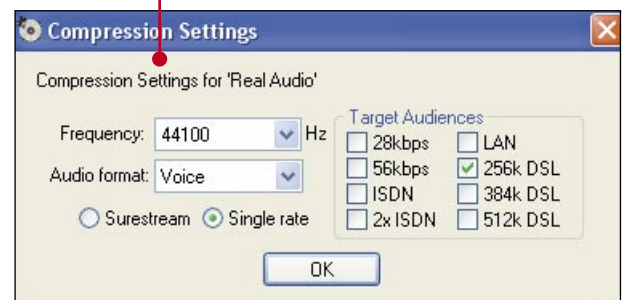 Compression Settings
Compression Settings for 'Real Audio'
Frequency: 44100 Hz
Audio format: Voice
Surestream Single rate
Target Audiences
28kbps LAN
56kbps 256k DSL
ISDN 384k DSL
2x ISDN 512k DSL
OK